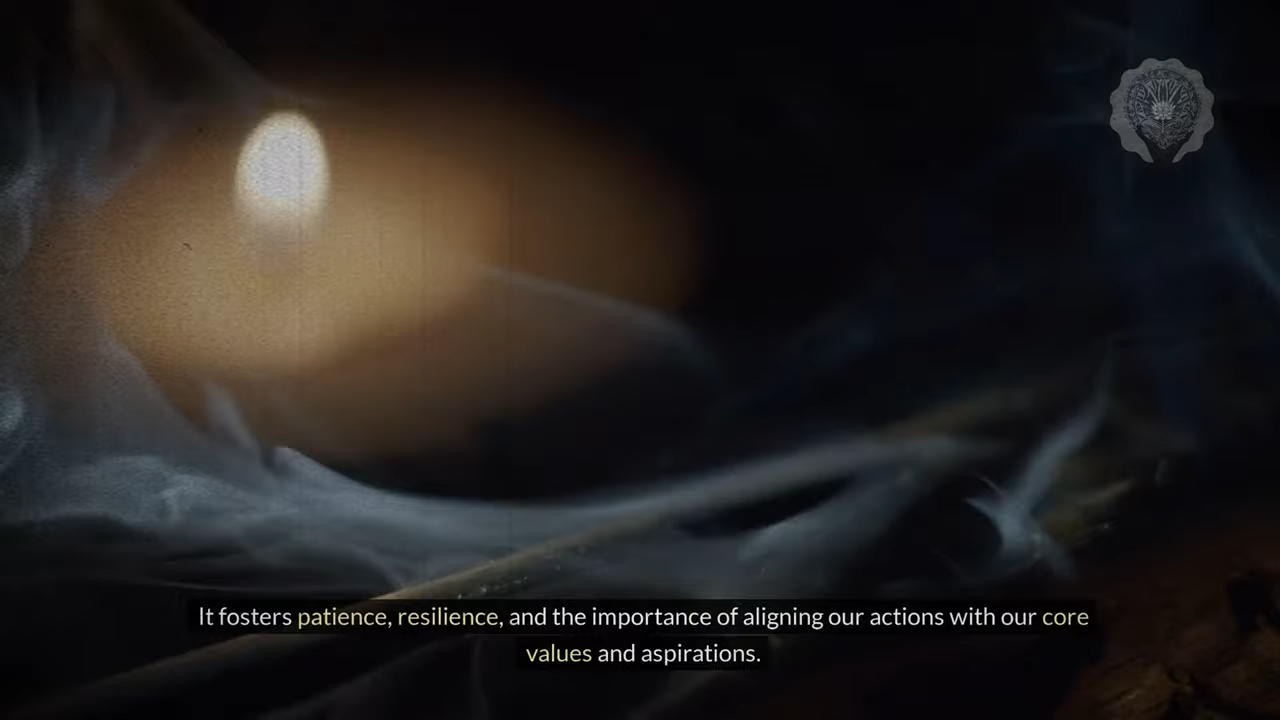 It fosters patience, resilience, and the importance of aligning our actions with our core
values and aspirations.